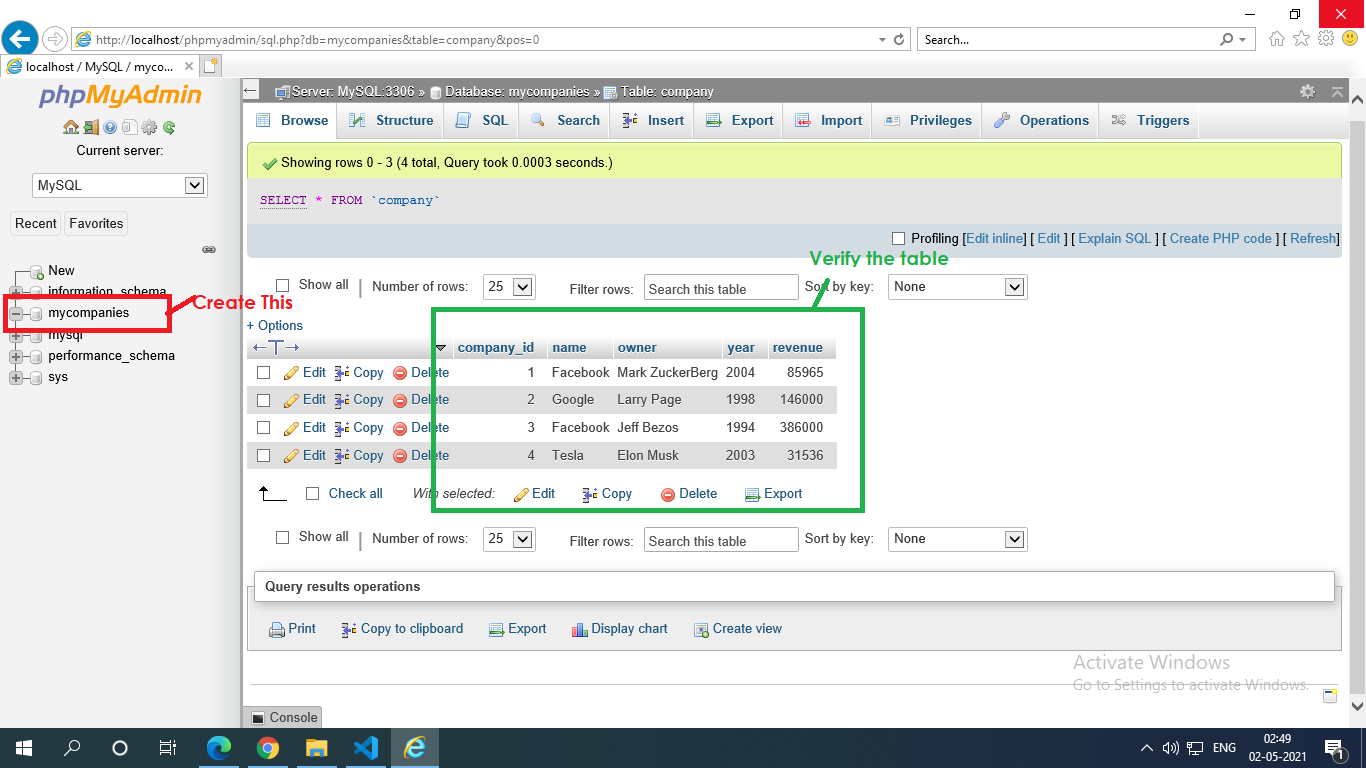 http://localhost/phpmyadmin/sql.php?db=mycompanies&table=company&pos=0
Search...
localhost / MySQL / myco...
phpMyAdmin
Current server:
MySQL
Recent Favorites
New
information_schema
mycompanies
mysql
performance_schema
sys
Create This
Server: MySQL:3306 » Database: mycompanies » Table: company
Browse Structure SQL Search Insert Export Import Privileges Operations Triggers
Showing rows 0 - 3 (4 total, Query took 0.0003 seconds.)
SELECT * FROM `company`
Profiling [Edit inline] [ Edit ] [ Explain SQL ] [ Create PHP code ] [ Refresh]
Verify the table
Show all | Number of rows: 25 Filter rows: Search this table Sort by key: None
+ Options
company_id name owner year revenue
Edit Copy Delete 1 Facebook Mark ZuckerBerg 2004 85965
Edit Copy Delete 2 Google Larry Page 1998 146000
Edit Copy Delete 3 Facebook Jeff Bezos 1994 386000
Edit Copy Delete 4 Tesla Elon Musk 2003 31536
Check all With selected: Edit Copy Delete Export
Show all | Number of rows: 25 Filter rows: Search this table Sort by key: None
Query results operations
Print Copy to clipboard Export Display chart Create view
Activate Windows
Go to Settings to activate Windows.
Console
ENG
02:49
02-05-2021
1